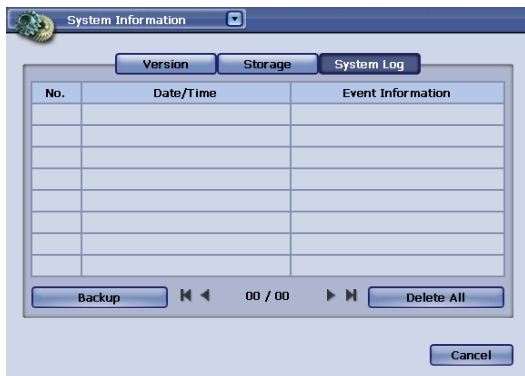 System Information
Version Storage System Log
No. Date/Time Event Information
Backup 00 / 00 Delete All
Cancel